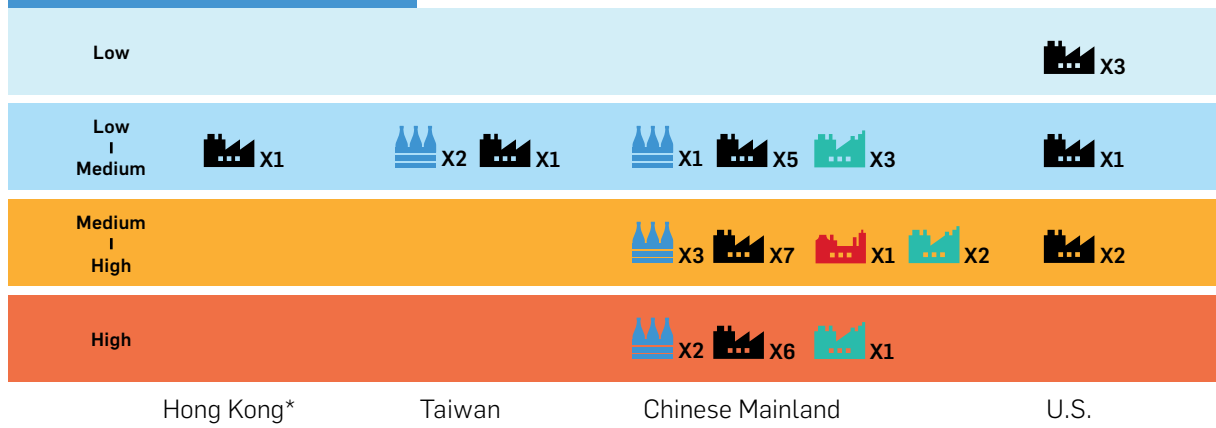 Low
X3
Low
Medium
X1
X2
X1
X1
X5
X3
X1
Medium
High
X3
X7
X1
X2
X2
High
X2
X6
X1
Hong Kong* Taiwan Chinese Mainland U.S.